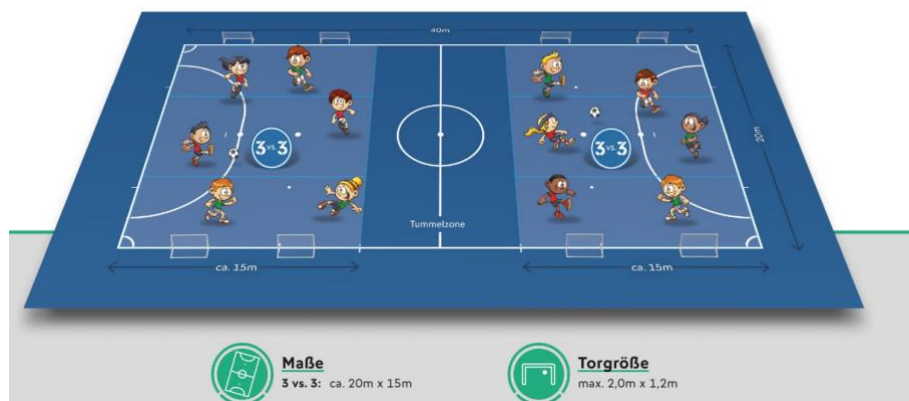 40m
20m
3 vs. 3
3 vs. 3
Tummelzone
ca. 15m
ca. 15m
Maße
3 vs. 3: ca. 20m x 15m
Torgröße
max. 2,0m x 1,2m